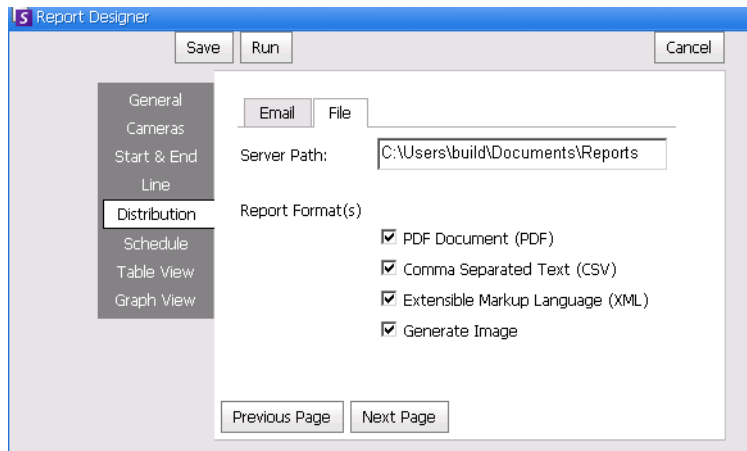 S Report Designer
Save Run Cancel
General
Cameras
Start & End
Line
Distribution
Schedule
Table View
Graph View
Email File
Server Path: C:\Users\build\Documents\Reports
Report Format(s)
PDF Document (PDF)
Comma Separated Text (CSV)
Extensible Markup Language (XML)
Generate Image
Previous Page Next Page